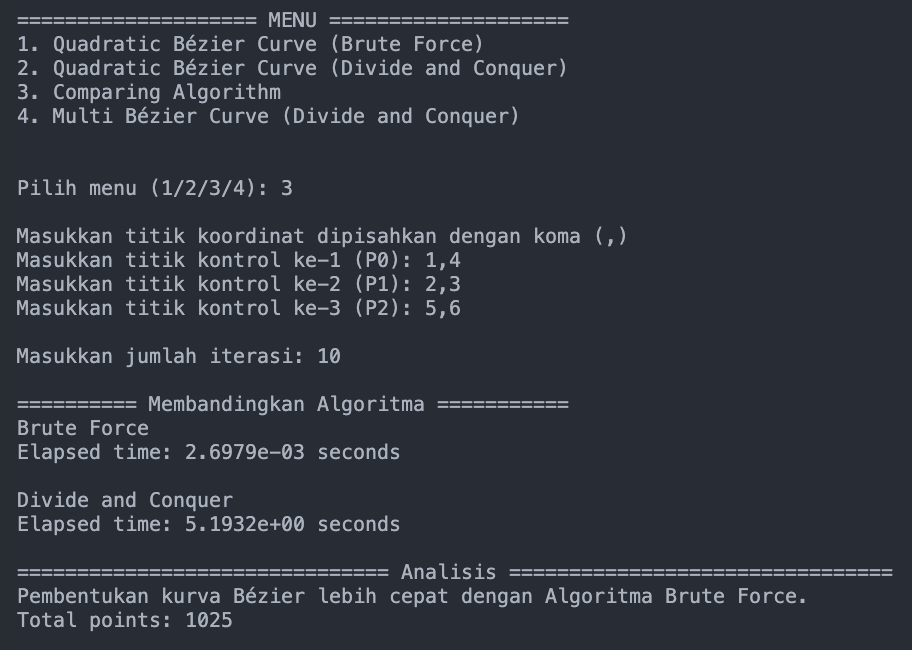 ==================== MENU ====================
1. Quadratic Bézier Curve (Brute Force)
2. Quadratic Bézier Curve (Divide and Conquer)
3. Comparing Algorithm
4. Multi Bézier Curve (Divide and Conquer)
Pilih menu (1/2/3/4): 3
Masukkan titik koordinat dipisahkan dengan koma (,)
Masukkan titik kontrol ke-1 (P0): 1,4
Masukkan titik kontrol ke-2 (P1): 2,3
Masukkan titik kontrol ke-3 (P2): 5,6
Masukkan jumlah iterasi: 10
========== Membandingkan Algoritma ===========
Brute Force
Elapsed time: 2.6979e-03 seconds
Divide and Conquer
Elapsed time: 5.1932e+00 seconds
=============================== Analisis ================================
Pembentukan kurva Bézier lebih cepat dengan Algoritma Brute Force.
Total points: 1025